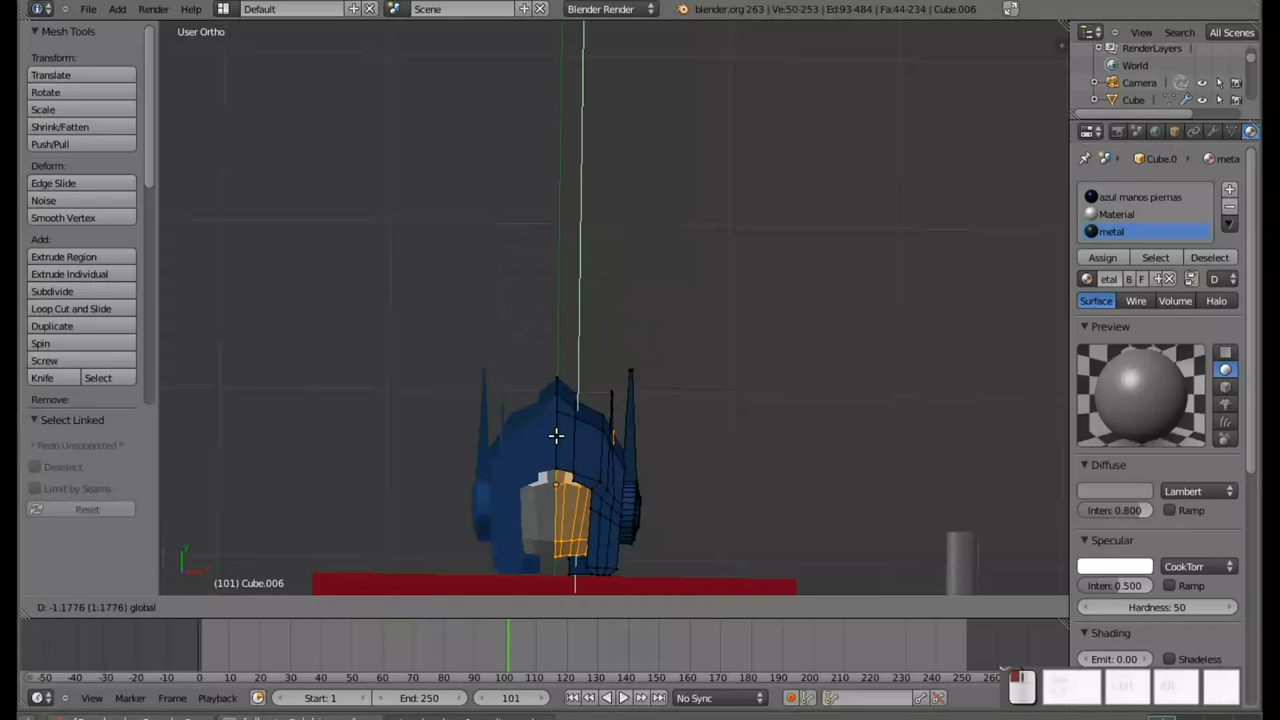 File Add Render Help Default Scene Blender Render blender.org 263 | Ve:50-253 | Ed:93-484 | Fa:44-234 | Cube.006
Mesh Tools
Transform:
Translate
Rotate
Scale
Shrink/Fatten
Push/Pull
Deform:
Edge Slide
Noise
Smooth Vertex
Add:
Extrude Region
Extrude Individual
Subdivide
Loop Cut and Slide
Duplicate
Spin
Screw
Knife Select
Remove:
Select Linked
Redo Unsupported
Deselect
Limit by Seams
Reset
User Ortho
(101) Cube.006
D: -1.1776 (1.1776) global
View Search All Scenes
RenderLayers
World
Camera
Cube
Cube.0 meta
azul manos piernas
Material
metal
Assign Select Deselect
etal 8 F D
Surface Wire Volume Halo
Preview
Diffuse
Lambert
Inten: 0.800 Ramp
Specular
CookTorr
Inten: 0.500 Ramp
Hardness: 50
Shading
Emit: 0.00 Shadeless
-50 -40 -30 -20 -10 0 10 20 30 40 50 60 70 80 90 100 110 120 130 140 150 160 170 180 190 200 210 220 230 240 250 260
View Marker Frame Playback Start: 1 End: 250 101 No Sync
Ctrl Alt